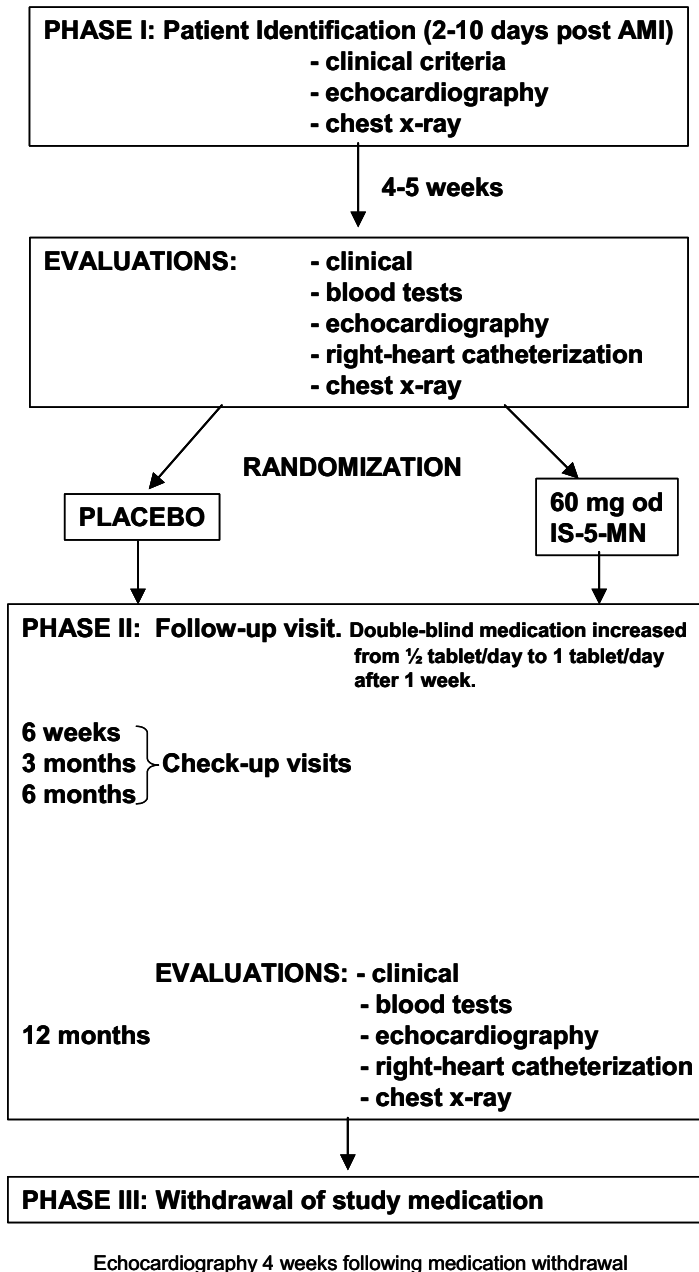 PHASE I: Patient Identification (2-10 days post AMI)
- clinical criteria
- echocardiography
- chest x-ray
4-5 weeks
EVALUATIONS: - clinical
- blood tests
- echocardiography
- right-heart catheterization
- chest x-ray
RANDOMIZATION
PLACEBO
60 mg od
IS-5-MN
PHASE II: Follow-up visit. Double-blind medication increased
from ½ tablet/day to 1 tablet/day
after 1 week.
6 weeks
3 months Check-up visits
6 months
EVALUATIONS: - clinical
- blood tests
12 months - echocardiography
- right-heart catheterization
- chest x-ray
PHASE III: Withdrawal of study medication
Echocardiography 4 weeks following medication withdrawal